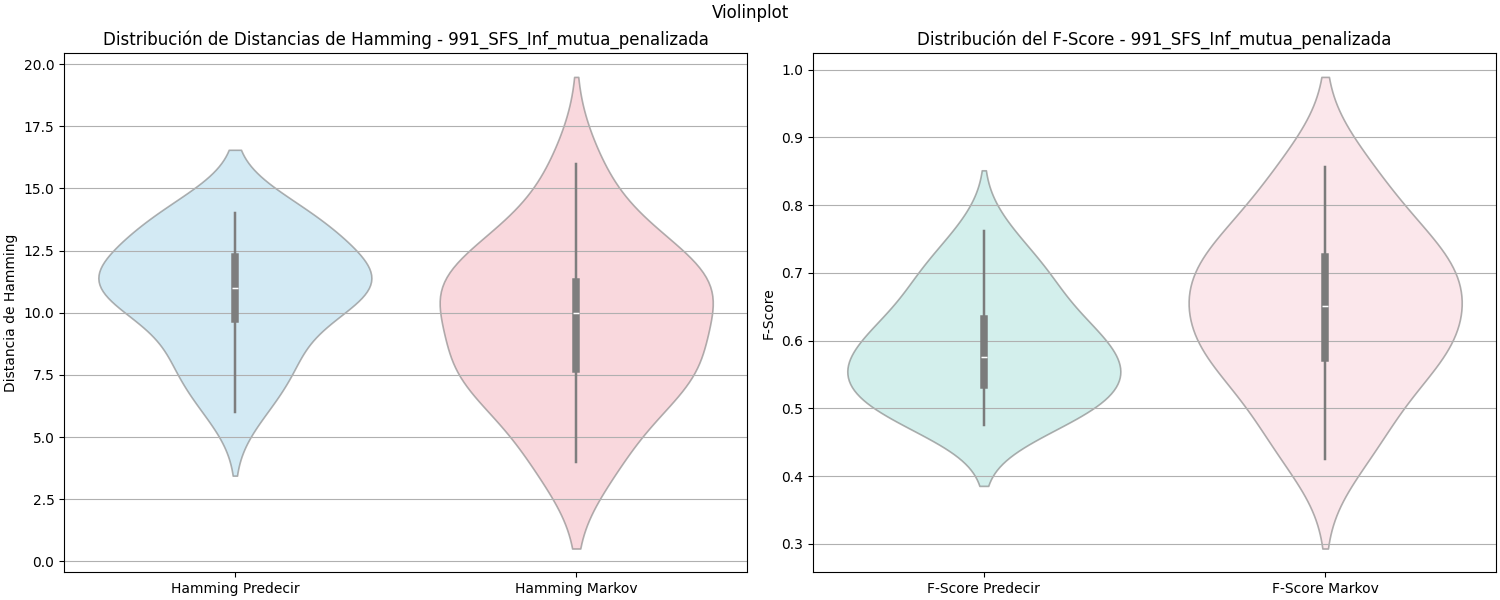 Violinplot
Distribución de Distancias de Hamming - 991_SFS_Inf_mutua_penalizada
Distancia de Hamming
20.0
17.5
15.0
12.5
10.0
7.5
5.0
2.5
0.0
Hamming Predecir
Hamming Markov
Distribución del F-Score - 991_SFS_Inf_mutua_penalizada
F-Score
1.0
0.9
0.8
0.7
0.6
0.5
0.4
0.3
F-Score Predecir
F-Score Markov